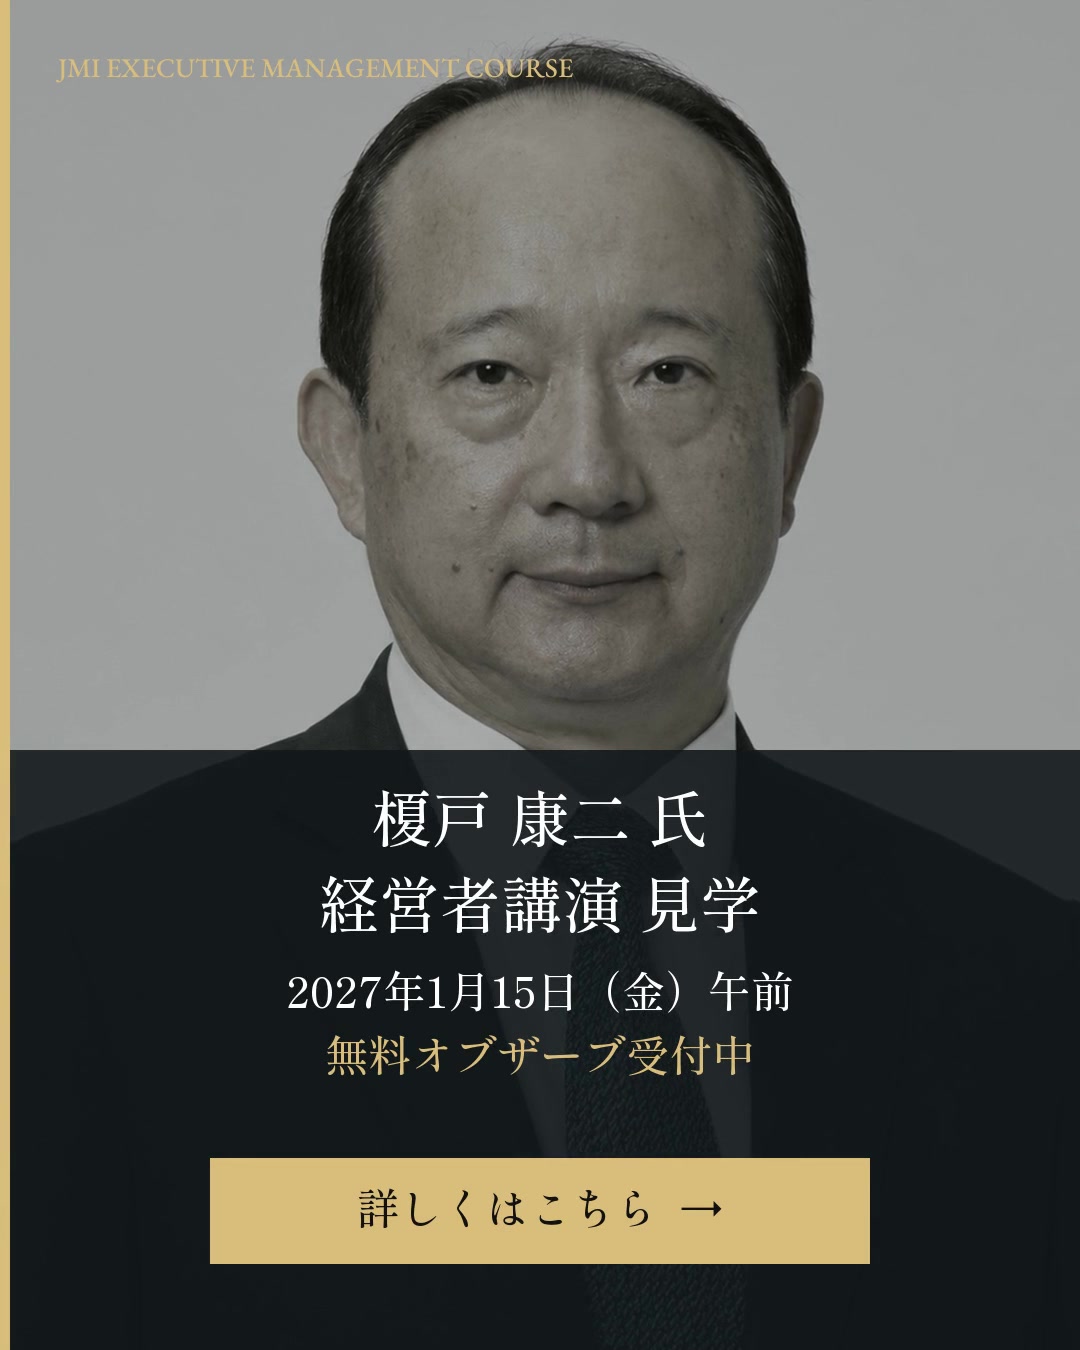 JMI EXECUTIVE MANAGEMENT COURSE
榎戸 康二 氏
経営者講演 見学
2027年1月15日（金）午前
無料オブザーブ受付中
詳しくはこちら →